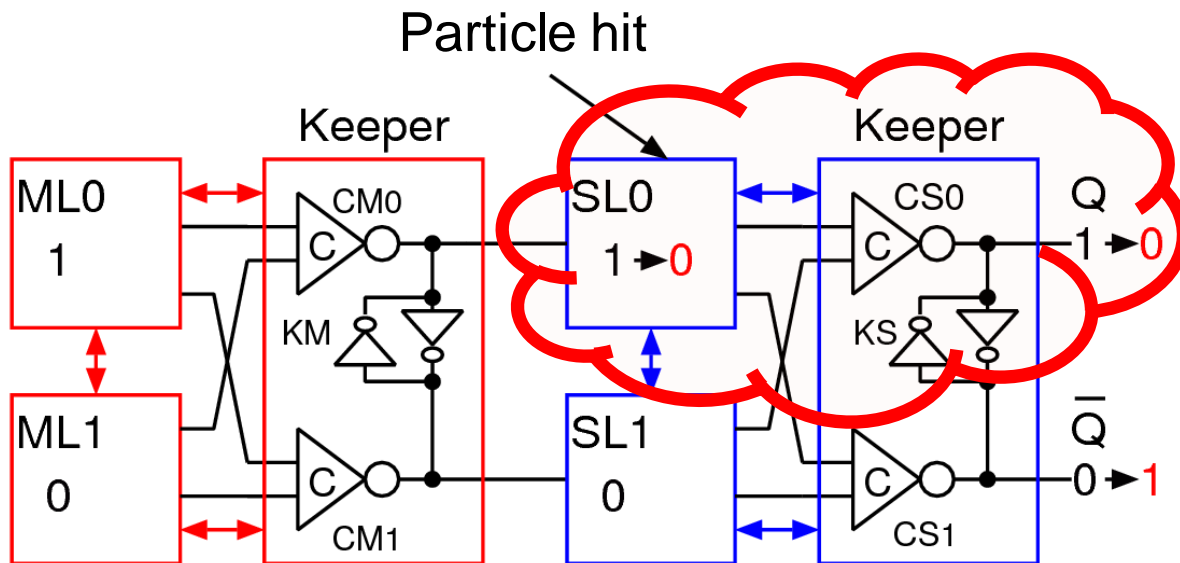 Particle hit
Keeper
Keeper
ML0
1
CM0
C
KM
SL0
1→0
CS0
C
KS
Q
1→0
ML1
0
C
CM1
SL1
0
C
CS1
Q̅
0→1